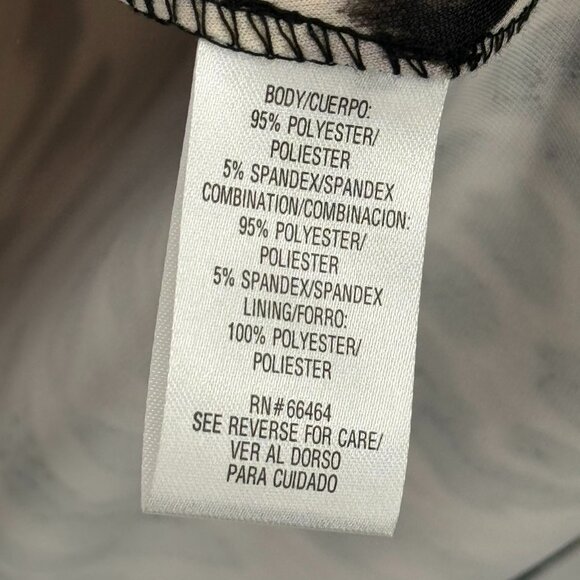 BODY/CUERPO:
95% POLYESTER/
POLIESTER
5% SPANDEX/SPANDEX
COMBINATION/COMBINACION:
95% POLYESTER/
POLIESTER
5% SPANDEX/SPANDEX
LINING/FORRO:
100% POLYESTER/
POLIESTER
RN#66464
SEE REVERSE FOR CARE/
VER AL DORSO
PARA CUIDADO